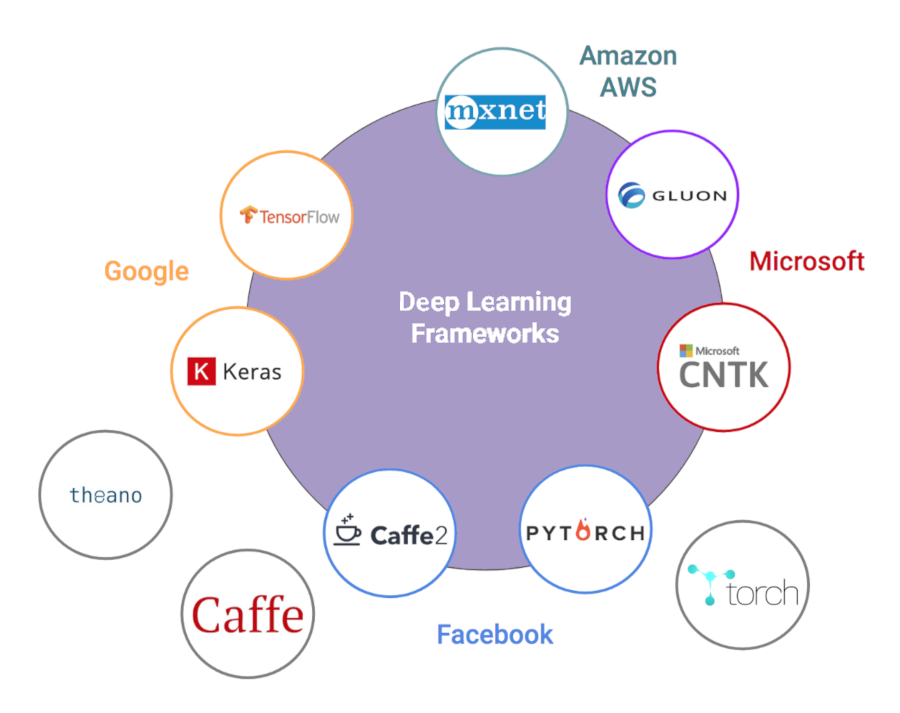 Amazon
AWS
mxnet
GLUON
TensorFlow
Google
Microsoft
Deep Learning
Frameworks
Keras
Microsoft
CNTK
theano
Caffe2
PYTORCH
Caffe
torch
Facebook